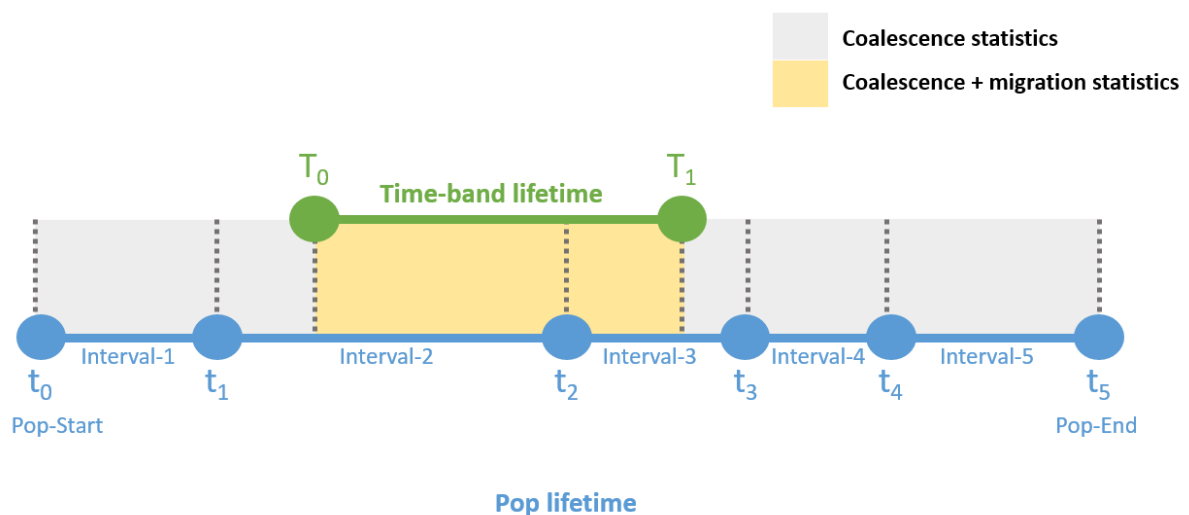 Coalescence statistics
Coalescence + migration statistics
T₀
T₁
Time-band lifetime
Interval-1
Interval-2
Interval-3
Interval-4
Interval-5
t₀
t₁
t₂
t₃
t₄
t₅
Pop-Start
Pop-End
Pop lifetime